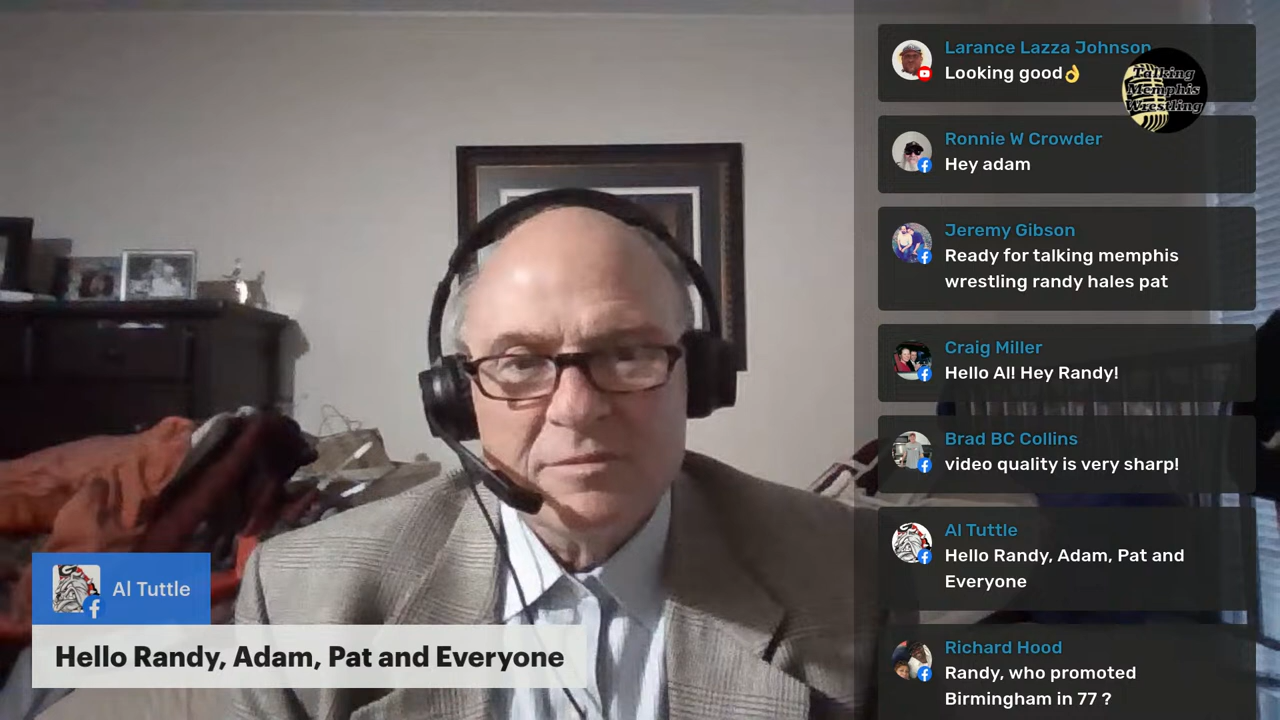 Larance Lazza Johnson
Looking good👌
Talking
Memphis
Wrestling
Ronnie W Crowder
Hey adam
Jeremy Gibson
Ready for talking memphis
wrestling randy hales pat
Craig Miller
Hello All! Hey Randy!
Brad BC Collins
video quality is very sharp!
Al Tuttle
Hello Randy, Adam, Pat and
Everyone
Richard Hood
Randy, who promoted
Birmingham in 77 ?
Al Tuttle
Hello Randy, Adam, Pat and Everyone